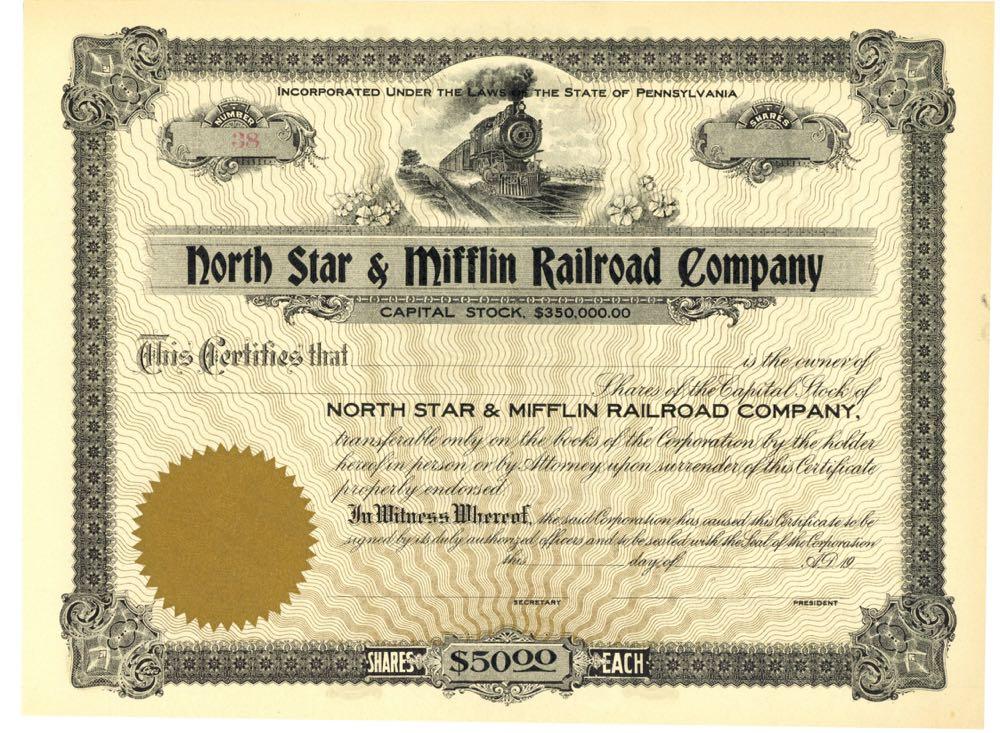 INCORPORATED UNDER THE LAWS OF THE STATE OF PENNSYLVANIA
NUMBER
38
SHARES
North Star & Mifflin Railroad Company
CAPITAL STOCK, $350,000.00
This Certifies that is the owner of
Shares of the Capital Stock of
NORTH STAR & MIFFLIN RAILROAD COMPANY,
transferable only on the books of the Corporation by the holder
hereof in person or by Attorney upon surrender of this Certificate
properly endorsed.
In Witness Whereof, the said Corporation has caused this Certificate to be
signed by its duly authorized officers and to be sealed with the Seal of the Corporation
this day of A.D. 19
SECRETARY PRESIDENT
SHARES $50.00 EACH